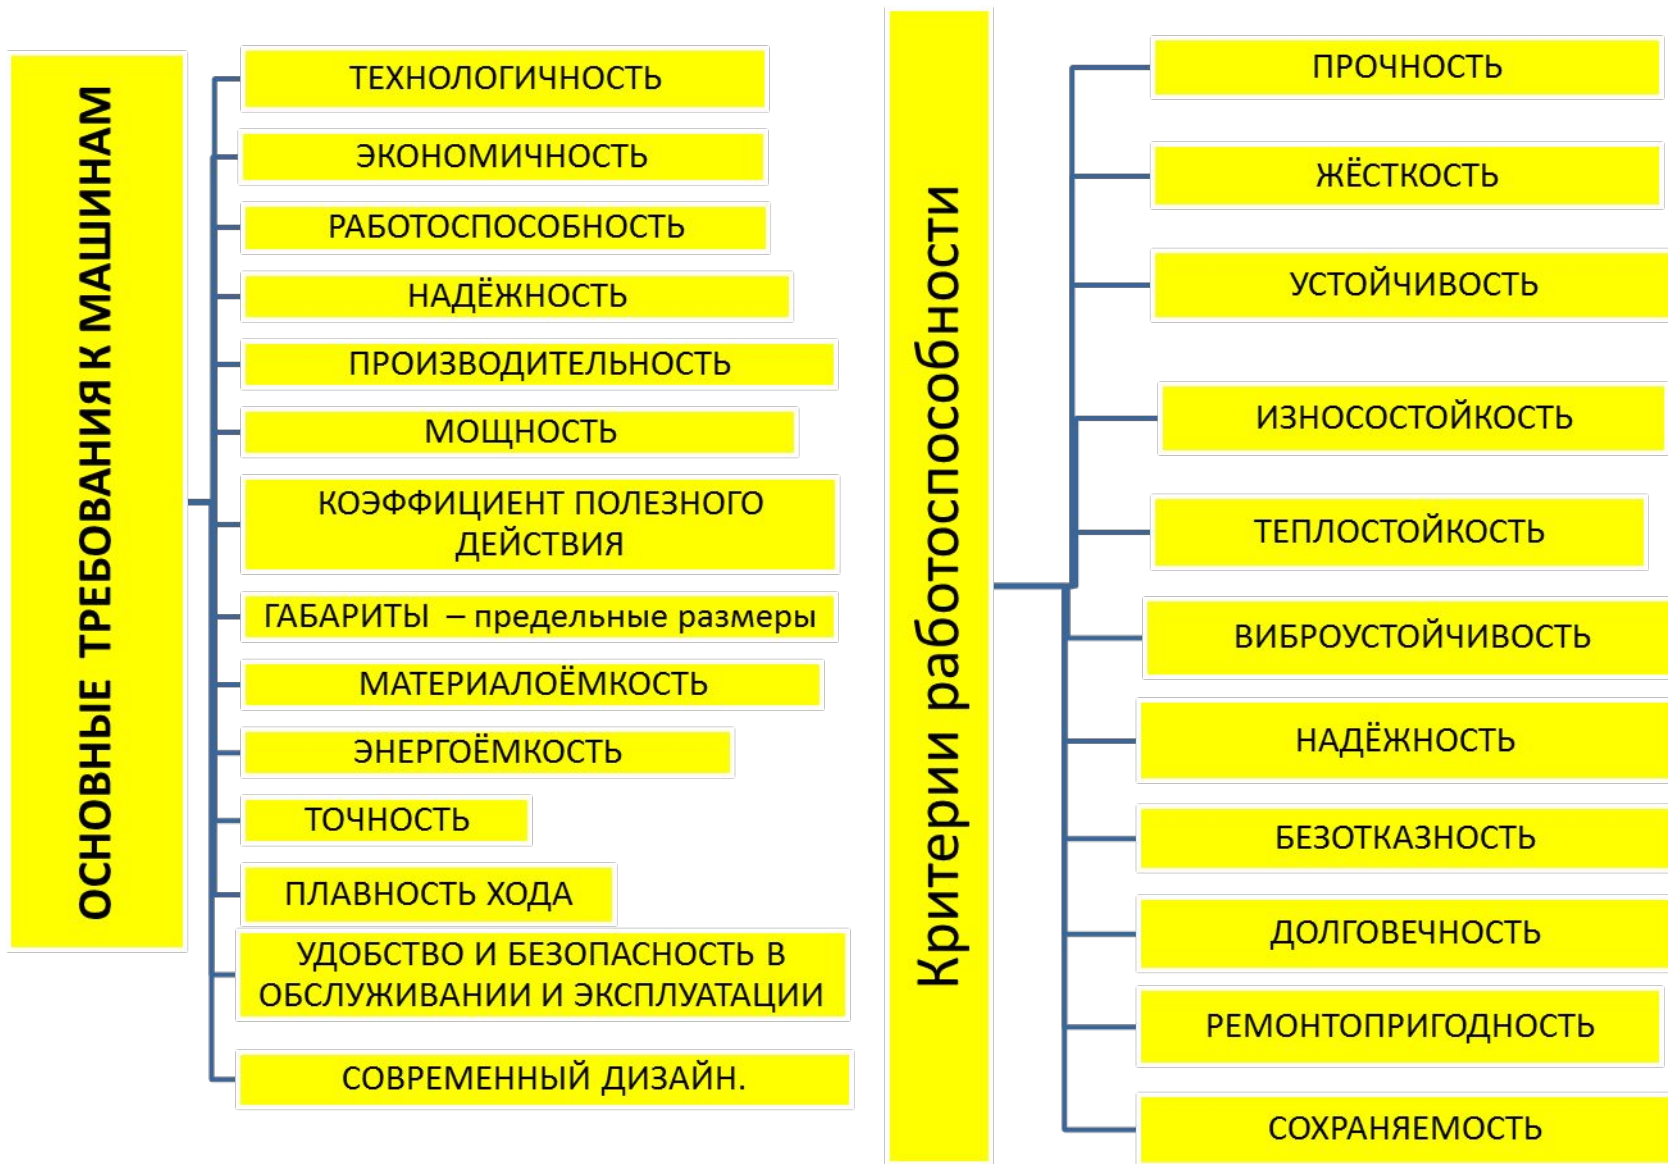 ОСНОВНЫЕ ТРЕБОВАНИЯ К МАШИНАМ
ТЕХНОЛОГИЧНОСТЬ
ЭКОНОМИЧНОСТЬ
РАБОТОСПОСОБНОСТЬ
НАДЁЖНОСТЬ
ПРОИЗВОДИТЕЛЬНОСТЬ
МОЩНОСТЬ
КОЭФФИЦИЕНТ ПОЛЕЗНОГО
ДЕЙСТВИЯ
ГАБАРИТЫ – предельные размеры
МАТЕРИАЛОЁМКОСТЬ
ЭНЕРГОЁМКОСТЬ
ТОЧНОСТЬ
ПЛАВНОСТЬ ХОДА
УДОБСТВО И БЕЗОПАСНОСТЬ В
ОБСЛУЖИВАНИИ И ЭКСПЛУАТАЦИИ
СОВРЕМЕННЫЙ ДИЗАЙН.
Критерии работоспособности
ПРОЧНОСТЬ
ЖЁСТКОСТЬ
УСТОЙЧИВОСТЬ
ИЗНОСОСТОЙКОСТЬ
ТЕПЛОСТОЙКОСТЬ
ВИБРОУСТОЙЧИВОСТЬ
НАДЁЖНОСТЬ
БЕЗОТКАЗНОСТЬ
ДОЛГОВЕЧНОСТЬ
РЕМОНТОПРИГОДНОСТЬ
СОХРАНЯЕМОСТЬ